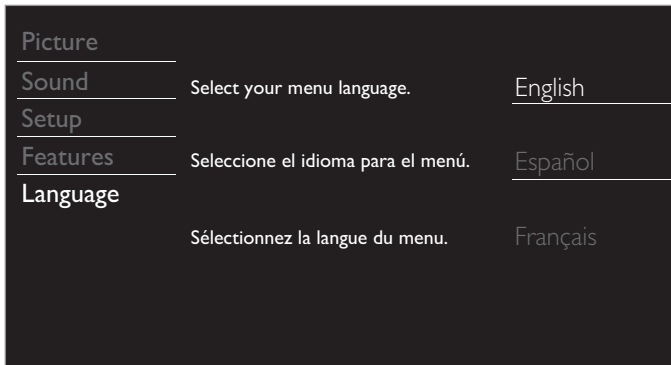 Picture
Sound
Setup
Features
Language
Select your menu language.
English
Seleccione el idioma para el menú.
Español
Sélectionnez la langue du menu.
Français